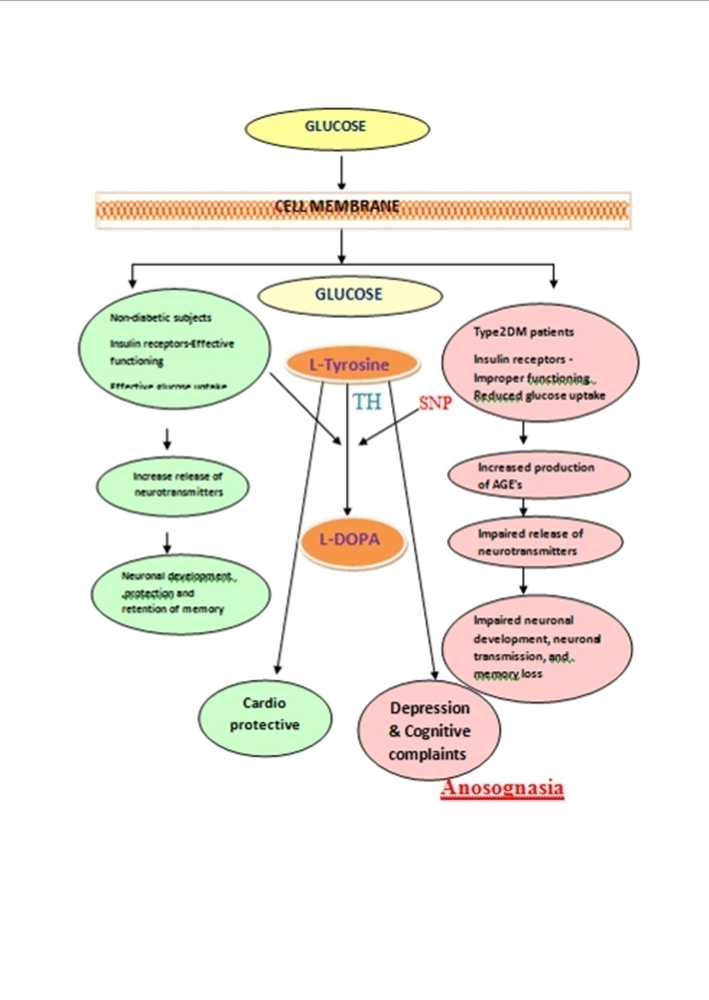 GLUCOSE
CELL MEMBRANE
GLUCOSE
Non-diabetic subjects
Insulin receptors-Effective
functioning
Effective glucose uptake
L-Tyrosine
TH
SNP
Type2DM patients
Insulin receptors -
Improper functioning
Reduced glucose uptake
Increase release of
neurotransmitters
Increased production
of AGE's
L-DOPA
Impaired release of
neurotransmitters
Neuronal development
,protection and
retention of memory
Impaired neuronal
development, neuronal
transmission, and
memory loss
Cardio
protective
Depression
& Cognitive
complaints
Anosognasia